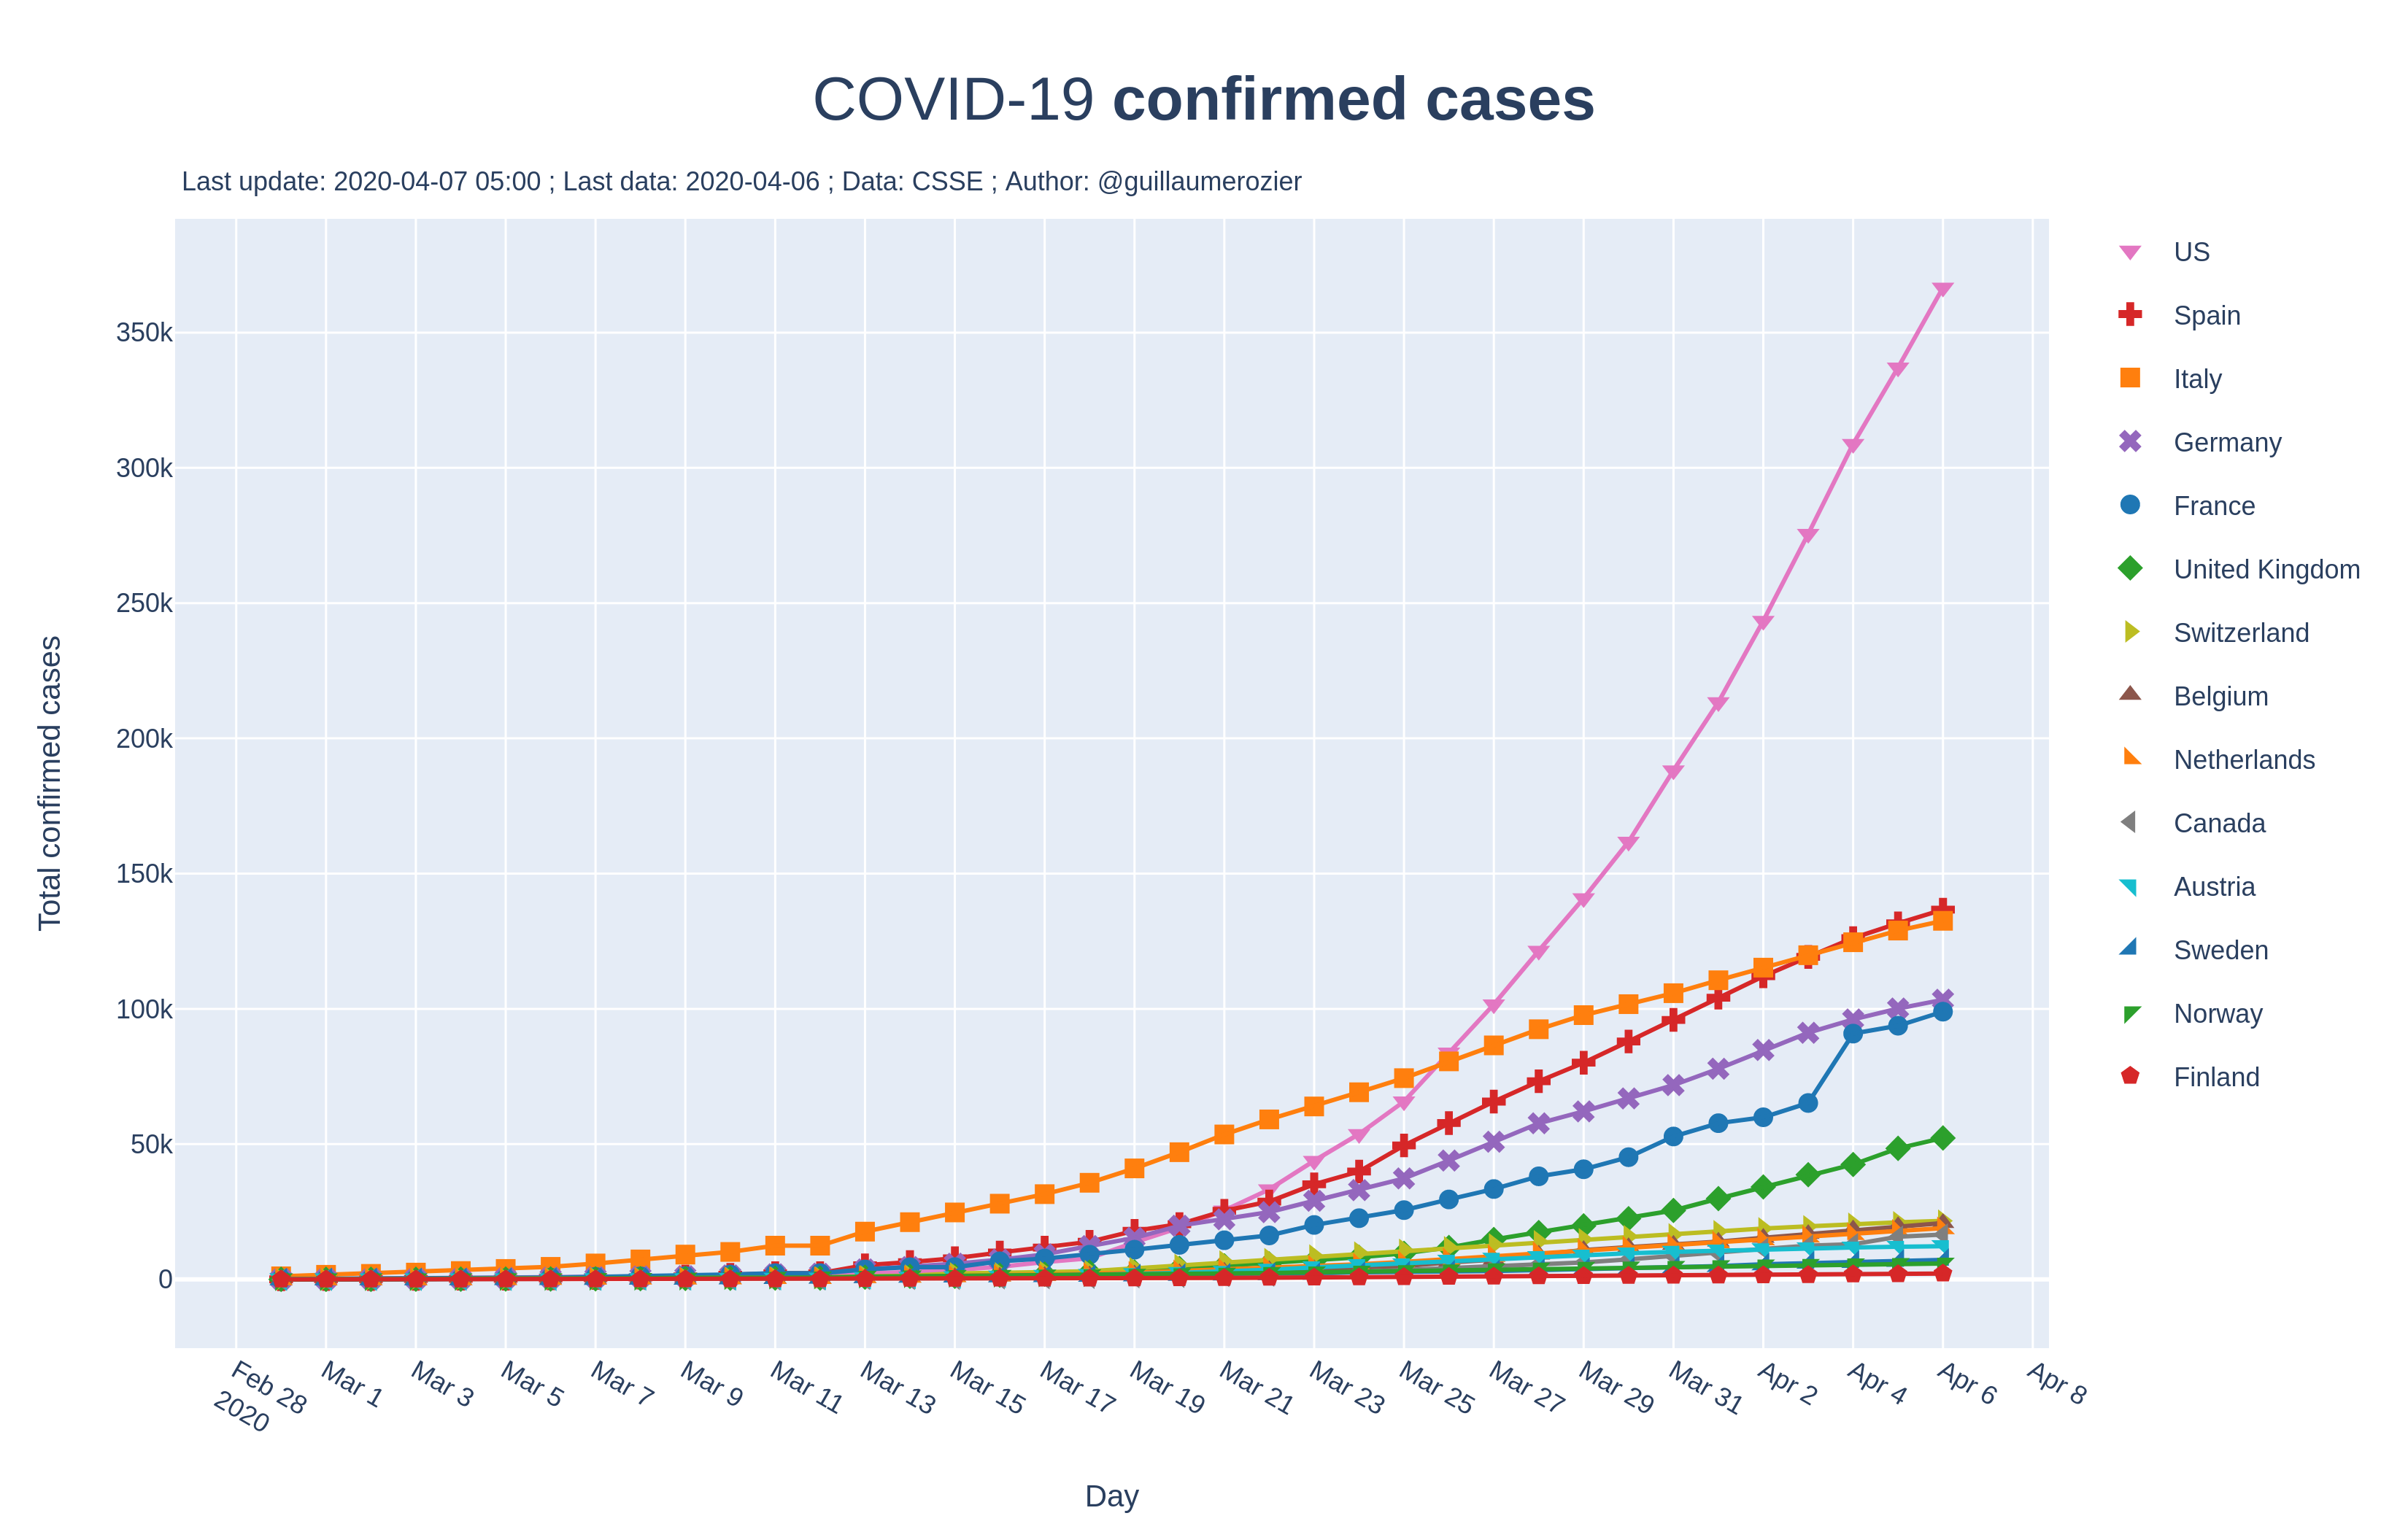 COVID-19 confirmed cases
Last update: 2020-04-07 05:00 ; Last data: 2020-04-06 ; Data: CSSE ; Author: @guillaumerozier
US
Spain
Italy
Germany
France
United Kingdom
Switzerland
Belgium
Netherlands
Canada
Austria
Sweden
Norway
Finland
Total confirmed cases
350k
300k
250k
200k
150k
100k
50k
0
Feb 28
2020
Mar 1
Mar 3
Mar 5
Mar 7
Mar 9
Mar 11
Mar 13
Mar 15
Mar 17
Mar 19
Mar 21
Mar 23
Mar 25
Mar 27
Mar 29
Mar 31
Apr 2
Apr 4
Apr 6
Apr 8
Day